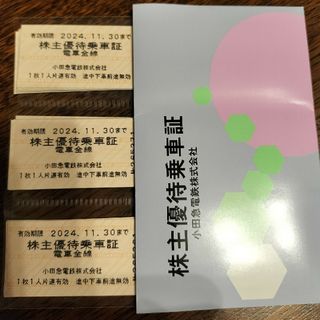 有効期限 2024.11.30まで
株主優待乗車証
電車全線
小田急電鉄株式会社
1枚1人片道有効 途中下車前途無効
有効期限 2024.11.30まで
株主優待乗車証
電車全線
小田急電鉄株式会社
1枚1人片道有効 途中下車前途無効
有効期限 2024.11.30まで
株主優待乗車証
電車全線
小田急電鉄株式会社
1枚1人片道有効 途中下車前途無効
株主優待乗車証
小田急電鉄株式会社